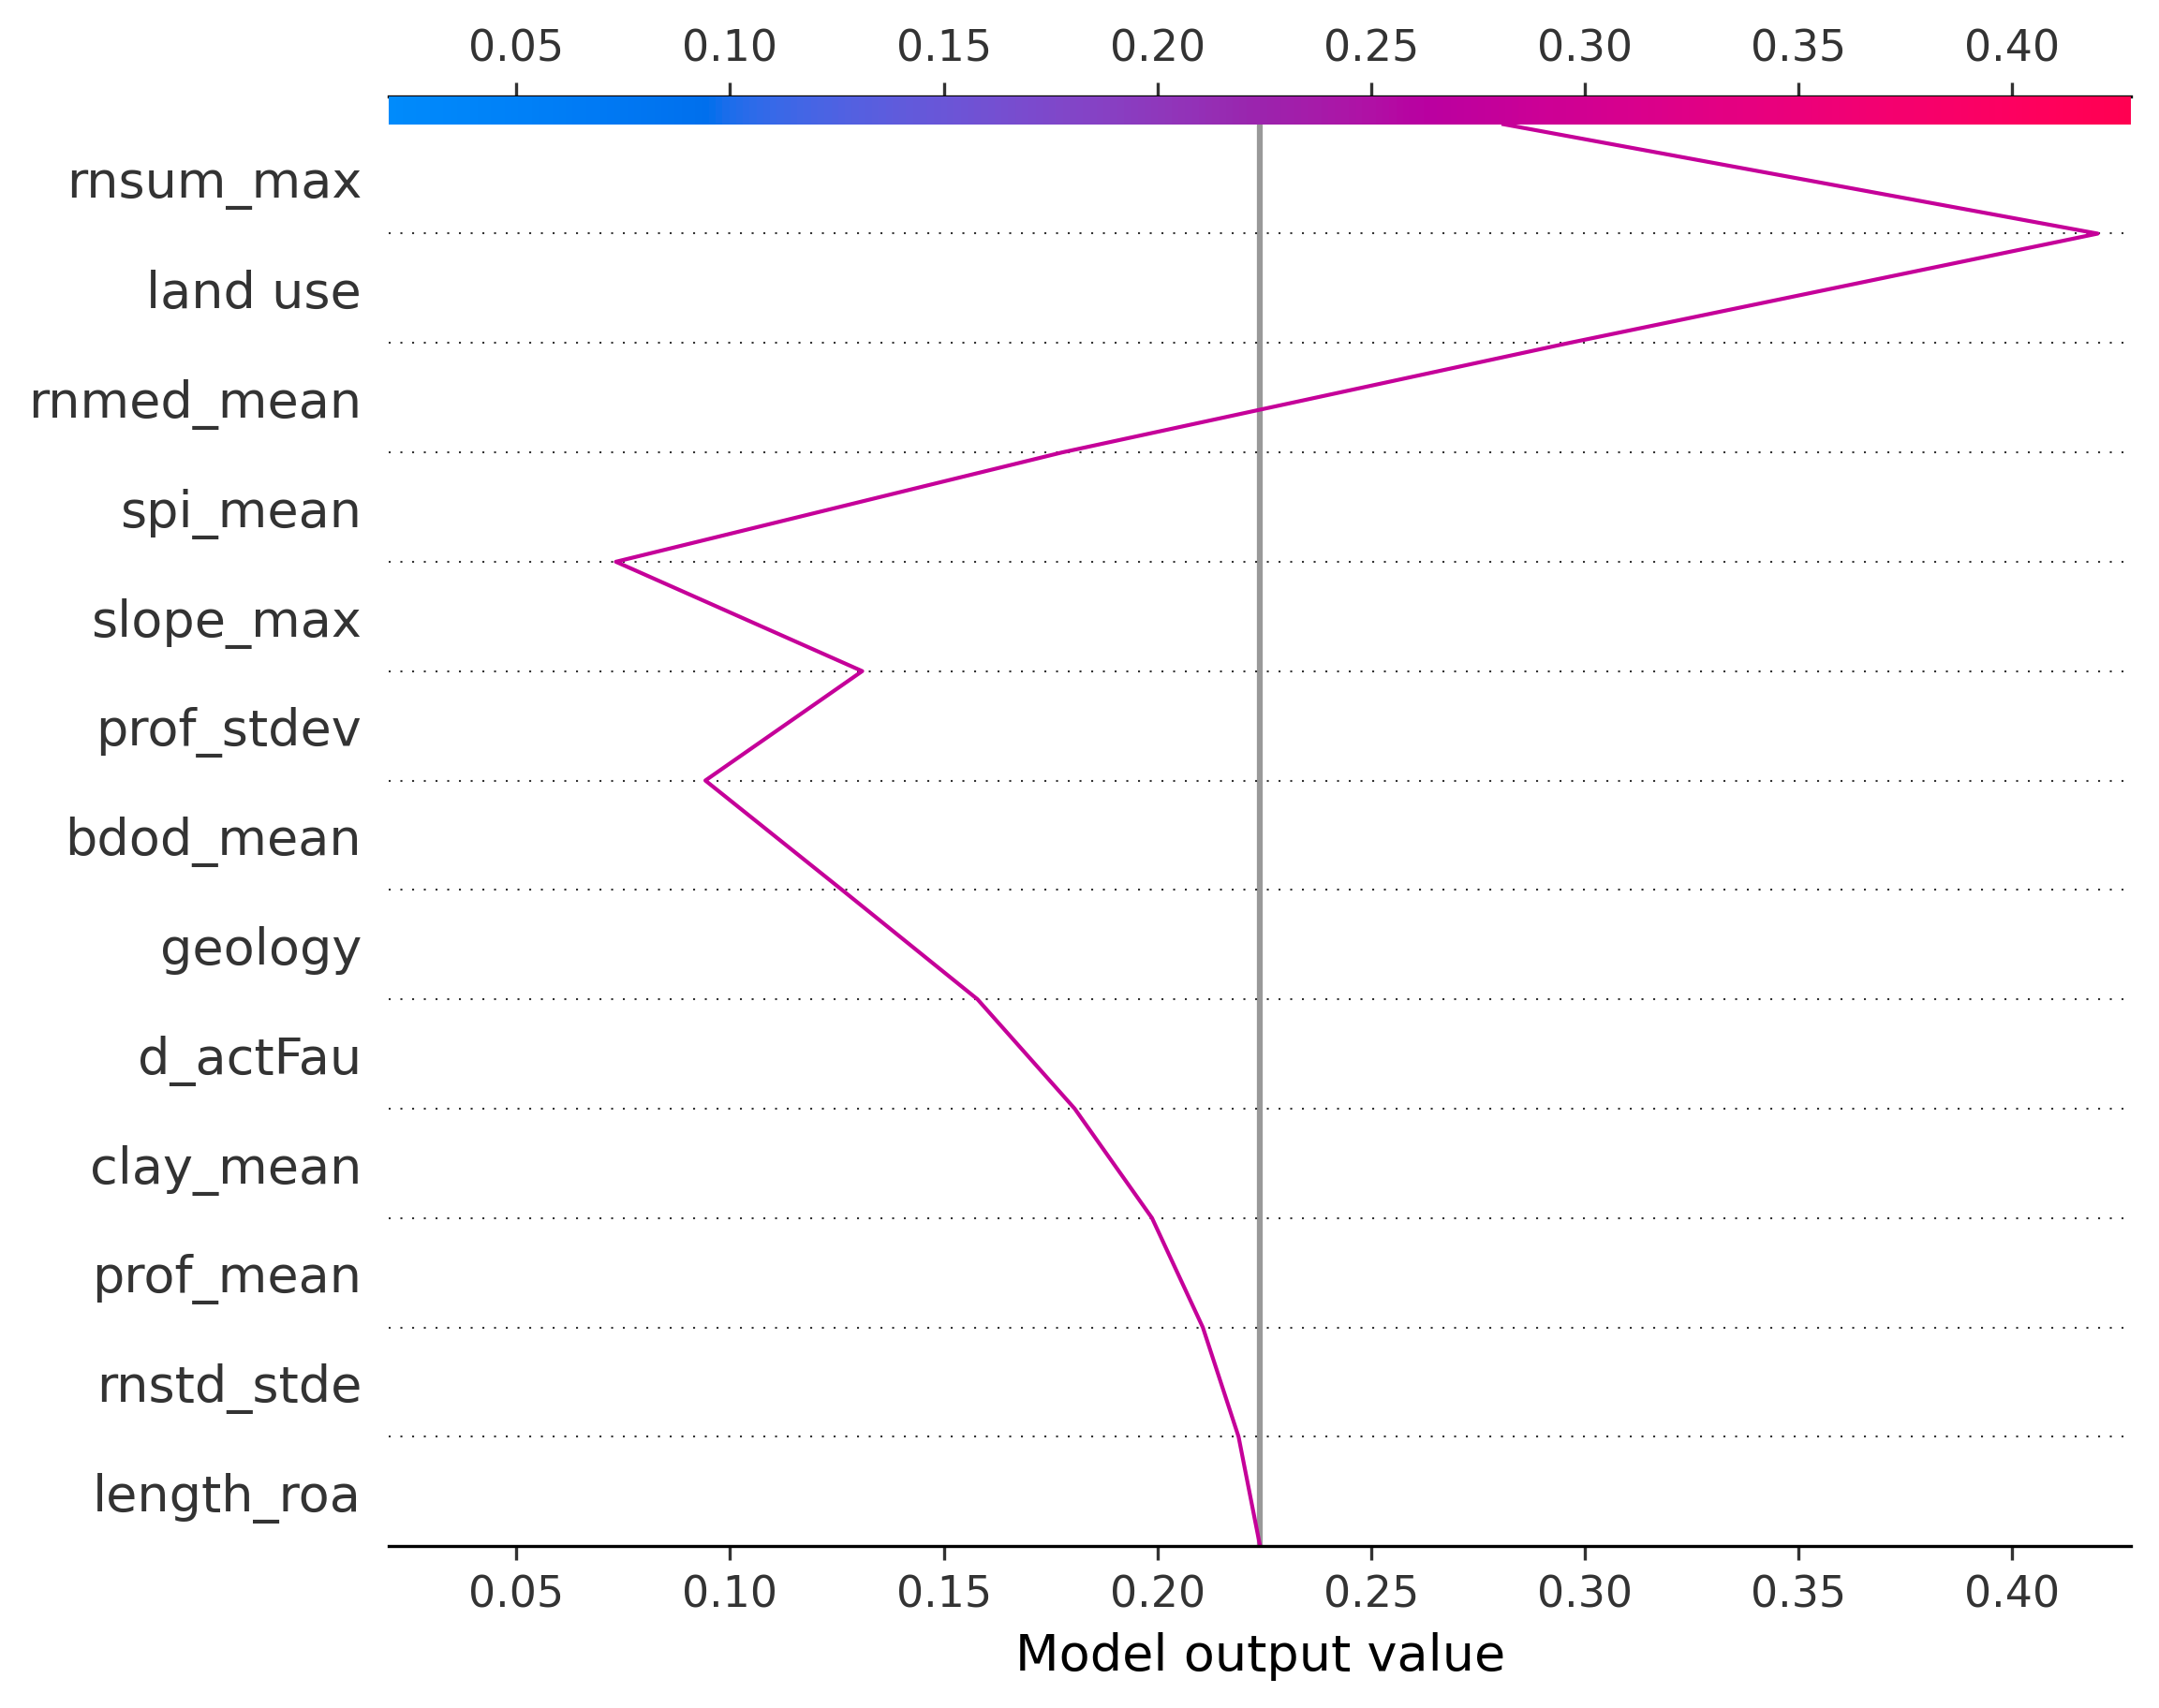 0.05 0.10 0.15 0.20 0.25 0.30 0.35 0.40
rnsum_max
land use
rnmed_mean
spi_mean
slope_max
prof_stdev
bdod_mean
geology
d_actFau
clay_mean
prof_mean
rnstd_stde
length_roa
0.05 0.10 0.15 0.20 0.25 0.30 0.35 0.40
Model output value